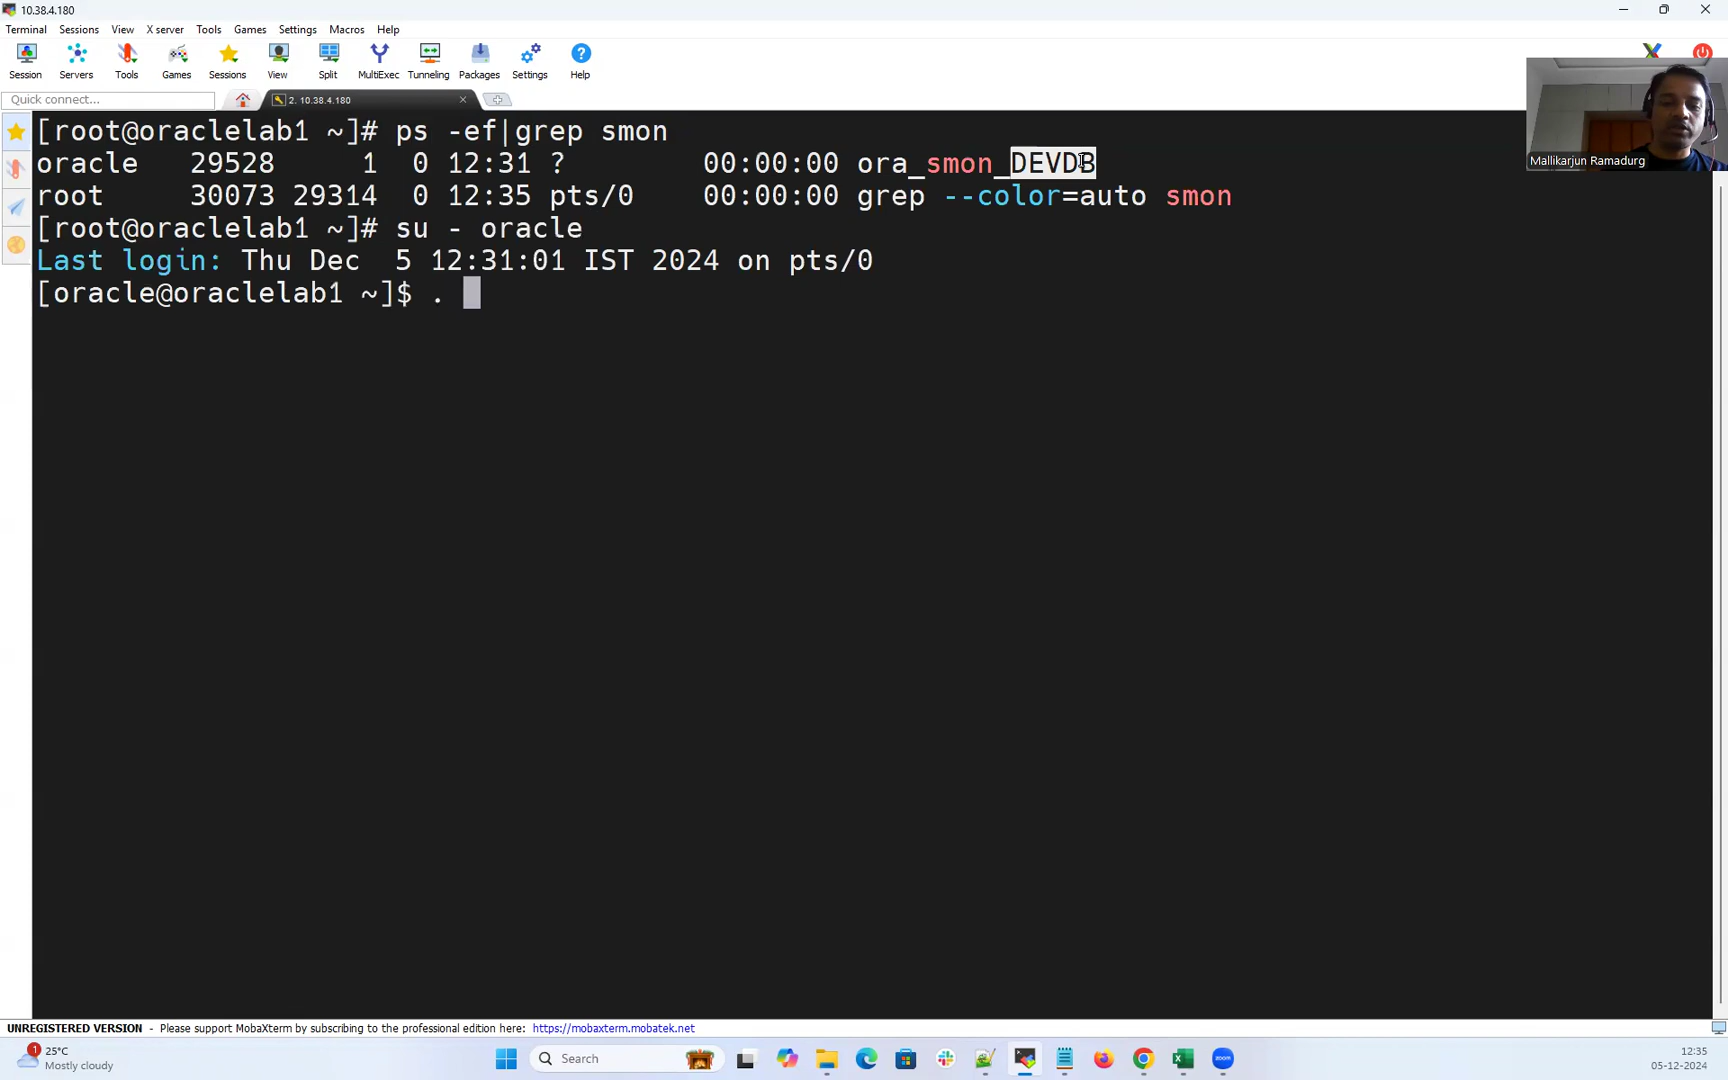 10.38.4.180
Terminal Sessions View X server Tools Games Settings Macros Help
Session Servers Tools Games Sessions View Split MultiExec Tunneling Packages Settings Help
Quick connect...
2. 10.38.4.180
[root@oraclelab1 ~]# ps -ef|grep smon
oracle 29528 1 0 12:31 ? 00:00:00 ora_smon_DEVDB
root 30073 29314 0 12:35 pts/0 00:00:00 grep --color=auto smon
[root@oraclelab1 ~]# su - oracle
Last login: Thu Dec 5 12:31:01 IST 2024 on pts/0
[oracle@oraclelab1 ~]$ .
Mallikarjun Ramadurg
UNREGISTERED VERSION - Please support MobaXterm by subscribing to the professional edition here: https://mobaxterm.mobatek.net
1
25°C
Mostly cloudy
Search
zoom
12:35
05-12-2024